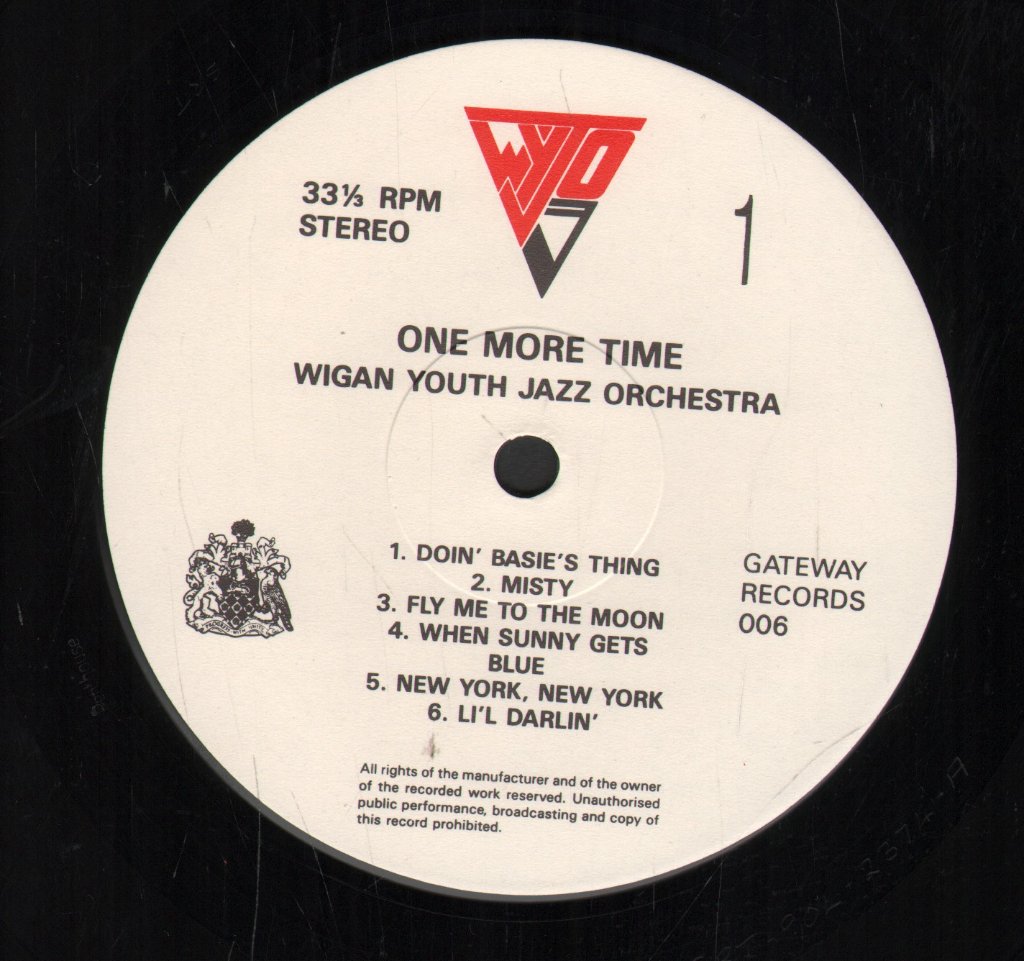 WYJO
33⅓ RPM
STEREO
1
ONE MORE TIME
WIGAN YOUTH JAZZ ORCHESTRA
1. DOIN' BASIE'S THING
2. MISTY
3. FLY ME TO THE MOON
4. WHEN SUNNY GETS
BLUE
5. NEW YORK, NEW YORK
6. LI'L DARLIN'
GATEWAY
RECORDS
006
All rights of the manufacturer and of the owner
of the recorded work reserved. Unauthorised
public performance, broadcasting and copy of
this record prohibited.